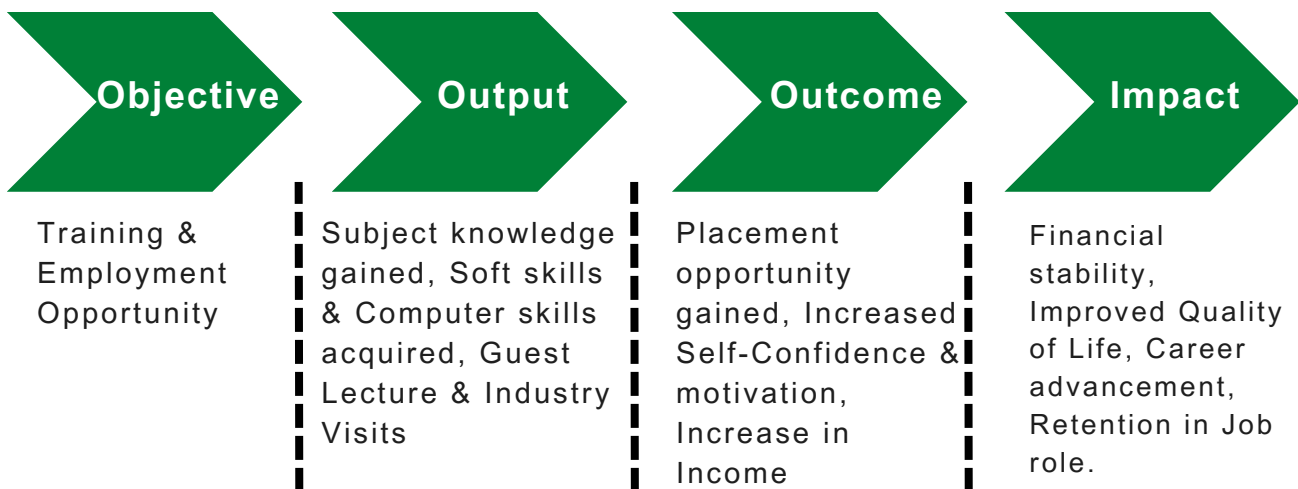 Objective
Training &
Employment
Opportunity
Output
Subject knowledge
gained, Soft skills
& Computer skills
acquired, Guest
Lecture & Industry
Visits
Outcome
Placement
opportunity
gained, Increased
Self-Confidence &
motivation,
Increase in
Income
Impact
Financial
stability,
Improved Quality
of Life, Career
advancement,
Retention in Job
role.